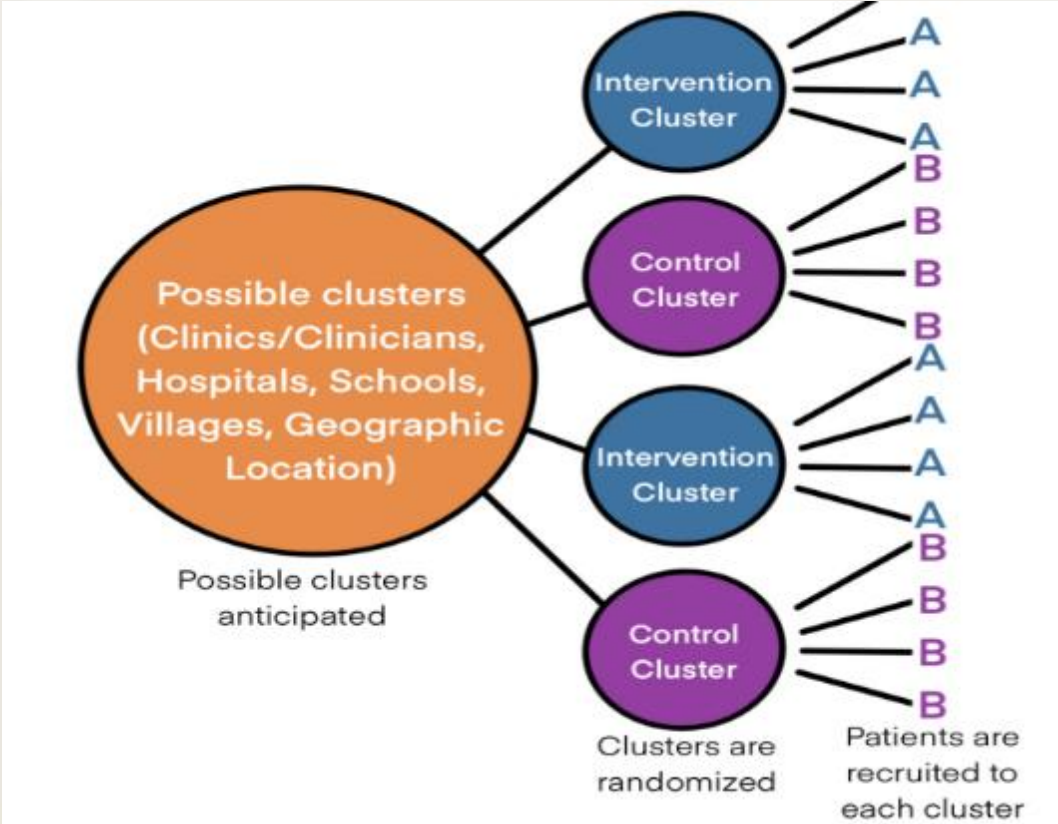 A
Intervention
Cluster
A
A
B
B
Control
Cluster
B
B
Possible clusters
(Clinics/Clinicians,
Hospitals, Schools,
Villages, Geographic
Location)
A
A
Intervention
Cluster
A
A
B
Possible clusters
anticipated
B
Control
Cluster
B
B
Clusters are
randomized
Patients are
recruited to
each cluster